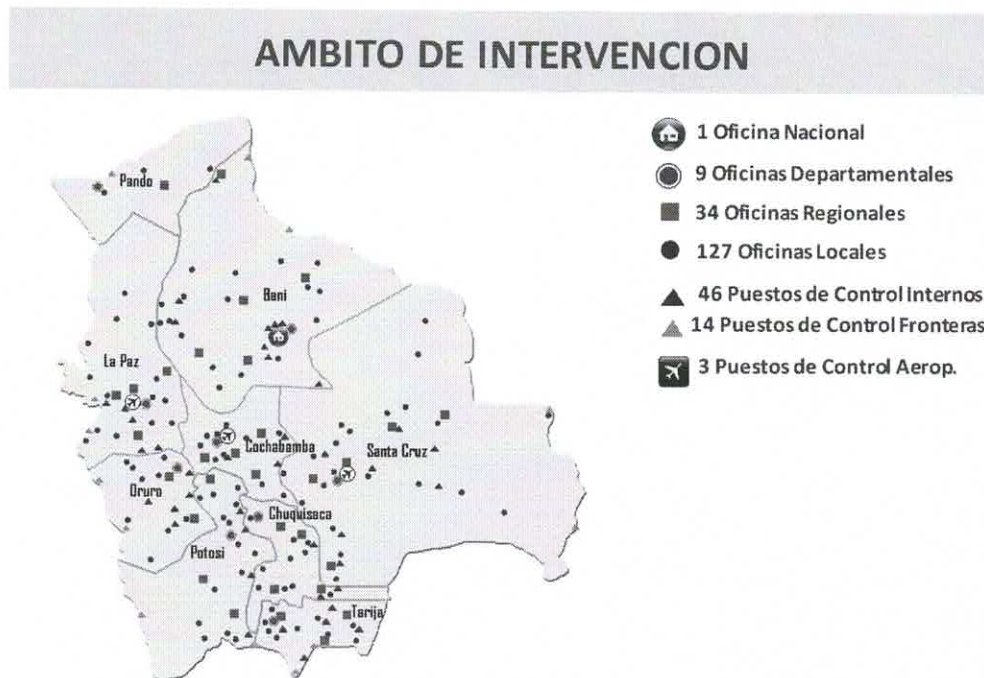 AMBITO DE INTERVENCION
1 Oficina Nacional
9 Oficinas Departamentales
34 Oficinas Regionales
127 Oficinas Locales
46 Puestos de Control Internos
14 Puestos de Control Fronteras
3 Puestos de Control Aerop.
Pando
Bani
La Paz
Cochabamba
Santa Cruz
Oruro
Chuquisaca
Potosi
Tarija